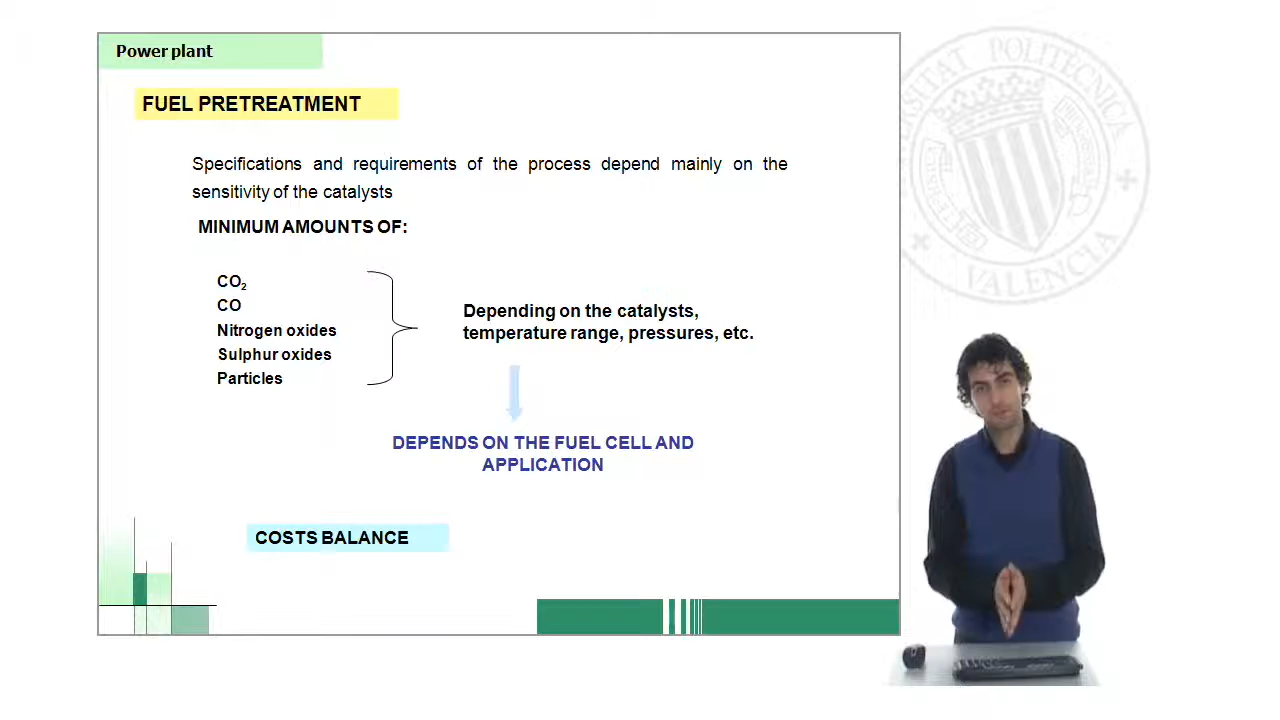 Power plant
FUEL PRETREATMENT
Specifications and requirements of the process depend mainly on the
sensitivity of the catalysts
MINIMUM AMOUNTS OF:
CO₂
CO
Nitrogen oxides
Sulphur oxides
Particles
Depending on the catalysts,
temperature range, pressures, etc.
DEPENDS ON THE FUEL CELL AND
APPLICATION
COSTS BALANCE
POLITECNICA
VALENCIA